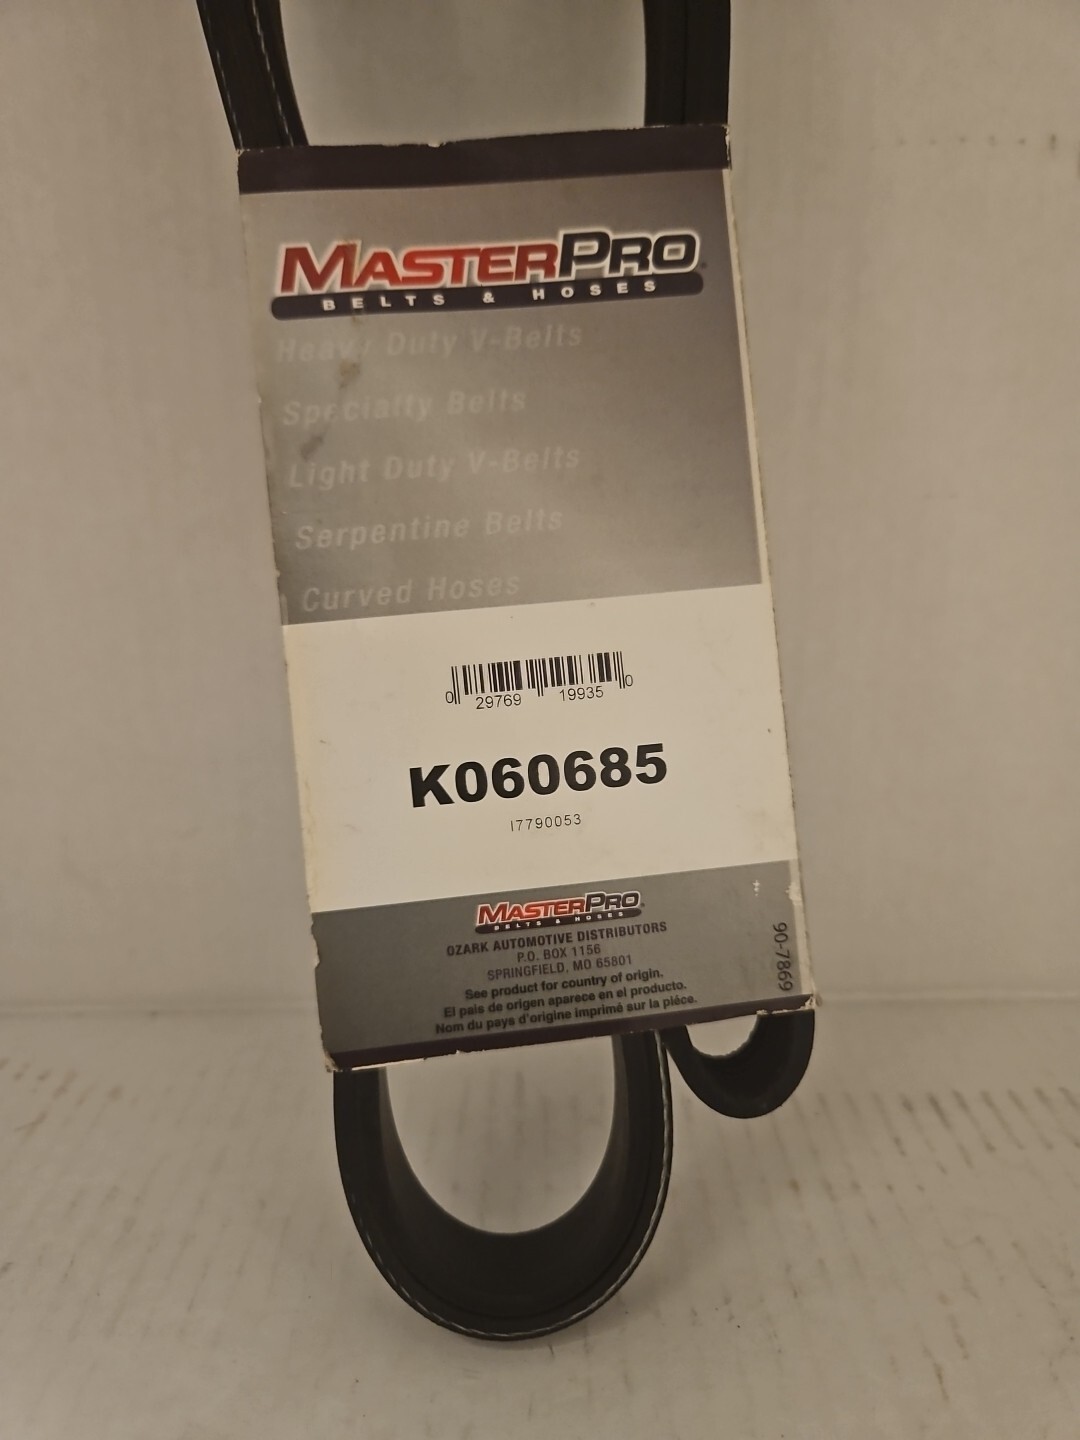 MASTERPRO
BELTS & HOSES
Heavy Duty V-Belts
Specialty Belts
Light Duty V-Belts
Serpentine Belts
Curved Hoses
0 29769 19935 0
K060685
I7790053
MASTERPRO
BELTS & HOSES
OZARK AUTOMOTIVE DISTRIBUTORS
P.O. BOX 1156
SPRINGFIELD, MO 65801
See product for country of origin.
El pais de origen aparece en el producto.
Nom du pays d'origine imprimé sur la piéce.
90-7869